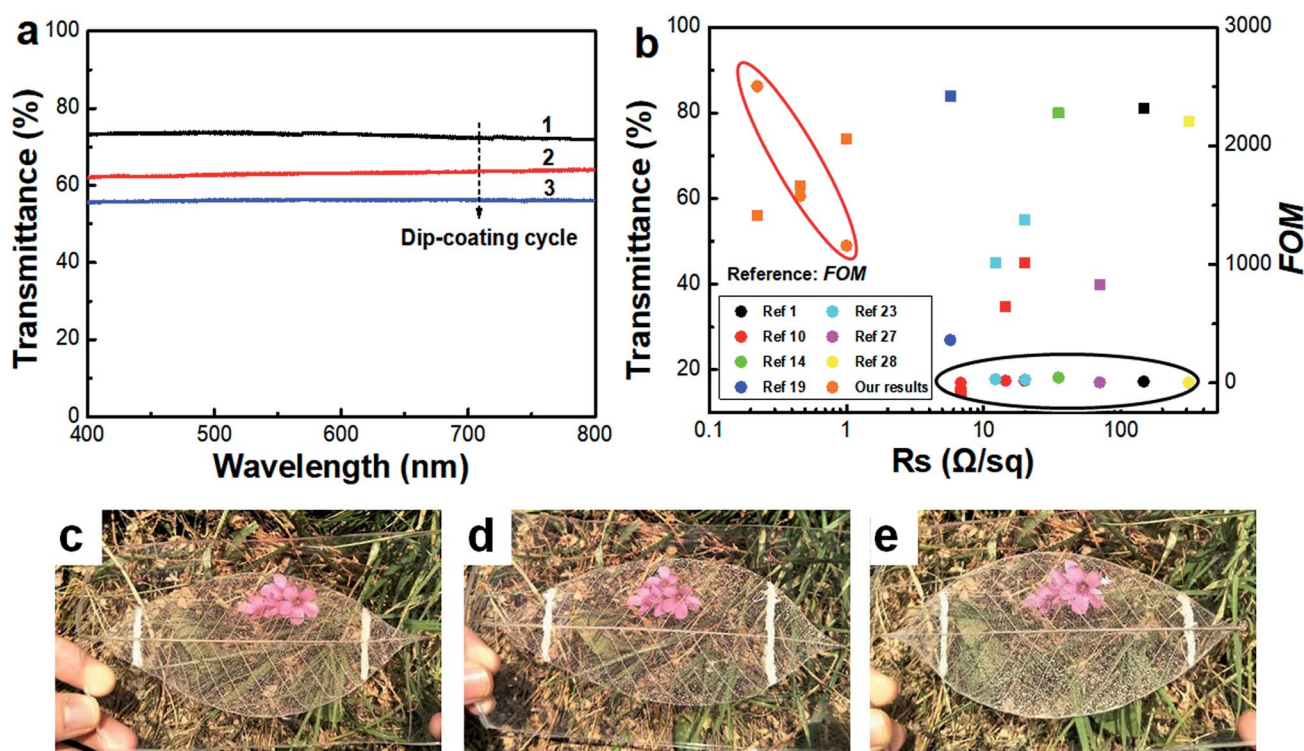 a
100
80
60
40
20
0
Transmittance (%)
1
2
3
Dip-coating cycle
400
500
600
700
800
Wavelength (nm)
b
100
80
60
40
20
Transmittance (%)
3000
2000
1000
0
FOM
Reference: FOM
Ref 1
Ref 23
Ref 10
Ref 27
Ref 14
Ref 28
Ref 19
Our results
0.1
1
10
100
Rs (Ω/sq)
c
d
e